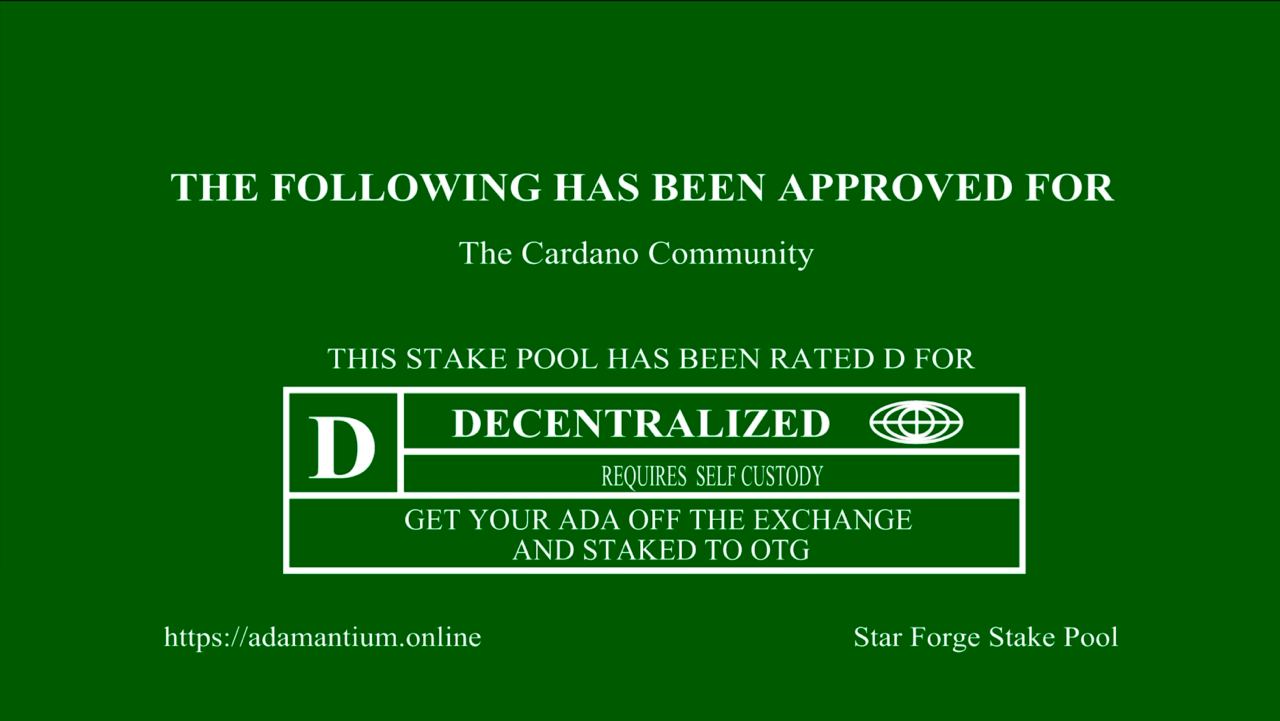 THE FOLLOWING HAS BEEN APPROVED FOR
The Cardano Community
THIS STAKE POOL HAS BEEN RATED D FOR
D
DECENTRALIZED
REQUIRES SELF CUSTODY
GET YOUR ADA OFF THE EXCHANGE
AND STAKED TO OTG
https://adamantium.online
Star Forge Stake Pool